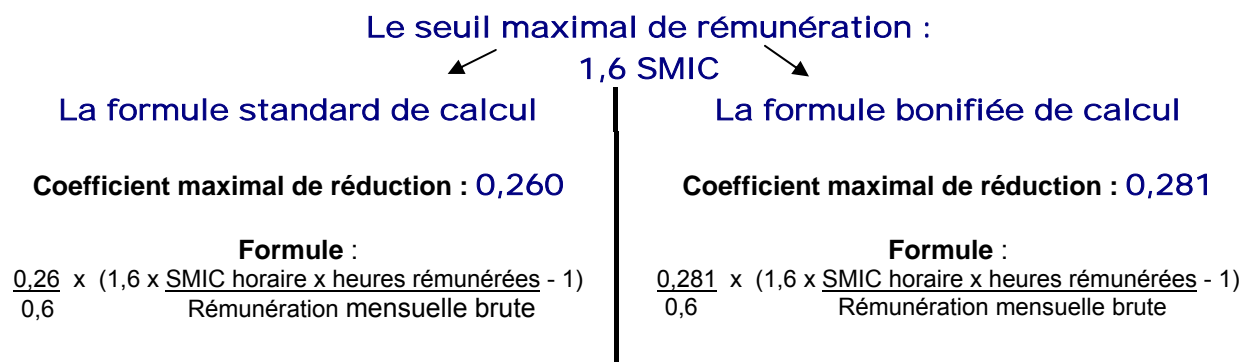 Le seuil maximal de rémunération :
1,6 SMIC
La formule standard de calcul
Coefficient maximal de réduction : 0,260
Formule :
0,26 x (1,6 x SMIC horaire x heures rémunérées - 1)
0,6 Rémunération mensuelle brute
La formule bonifiée de calcul
Coefficient maximal de réduction : 0,281
Formule :
0,281 x (1,6 x SMIC horaire x heures rémunérées - 1)
0,6 Rémunération mensuelle brute